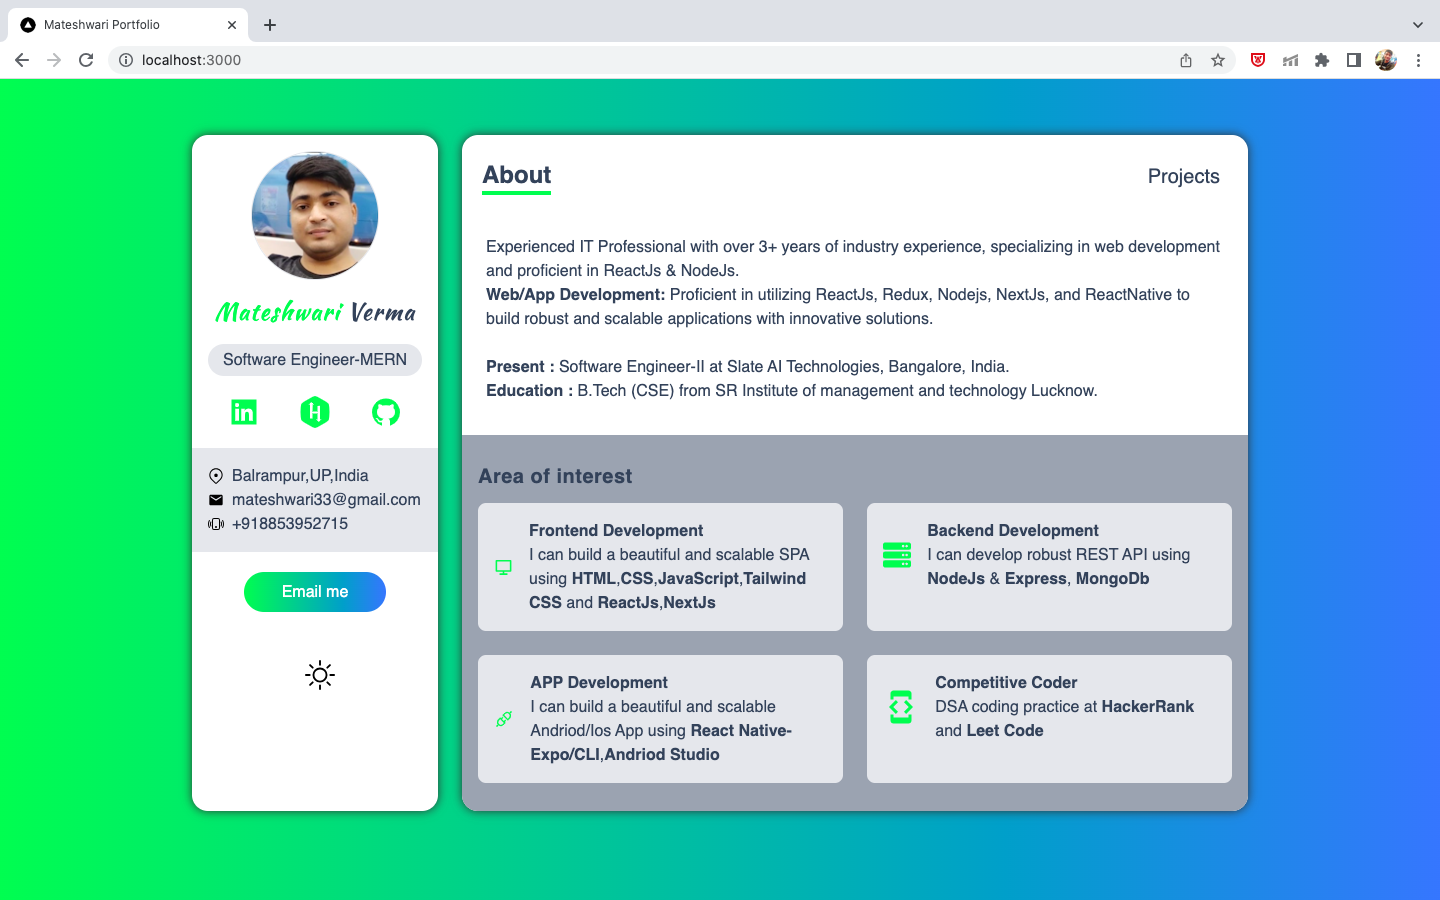 Mateshwari Portfolio
localhost:3000
Mateshwari Verma
Software Engineer-MERN
in
H
Balrampur,UP,India
mateshwari33@gmail.com
+918853952715
Email me
About
Projects
Experienced IT Professional with over 3+ years of industry experience, specializing in web development
and proficient in ReactJs & NodeJs.
Web/App Development: Proficient in utilizing ReactJs, Redux, Nodejs, NextJs, and ReactNative to
build robust and scalable applications with innovative solutions.
Present : Software Engineer-II at Slate AI Technologies, Bangalore, India.
Education : B.Tech (CSE) from SR Institute of management and technology Lucknow.
Area of interest
Frontend Development
I can build a beautiful and scalable SPA
using HTML,CSS,JavaScript,Tailwind
CSS and ReactJs,NextJs
Backend Development
I can develop robust REST API using
NodeJs & Express, MongoDb
APP Development
I can build a beautiful and scalable
Andriod/Ios App using React Native-
Expo/CLI,Andriod Studio
Competitive Coder
DSA coding practice at HackerRank
and Leet Code